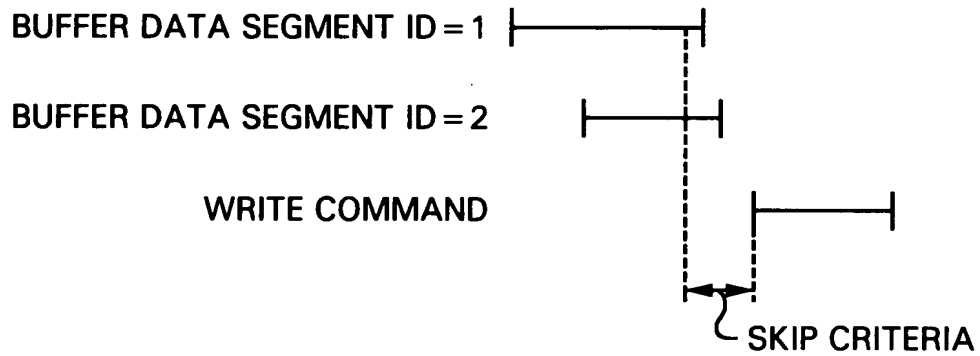 BUFFER DATA SEGMENT ID=1
BUFFER DATA SEGMENT ID=2
WRITE COMMAND
SKIP CRITERIA